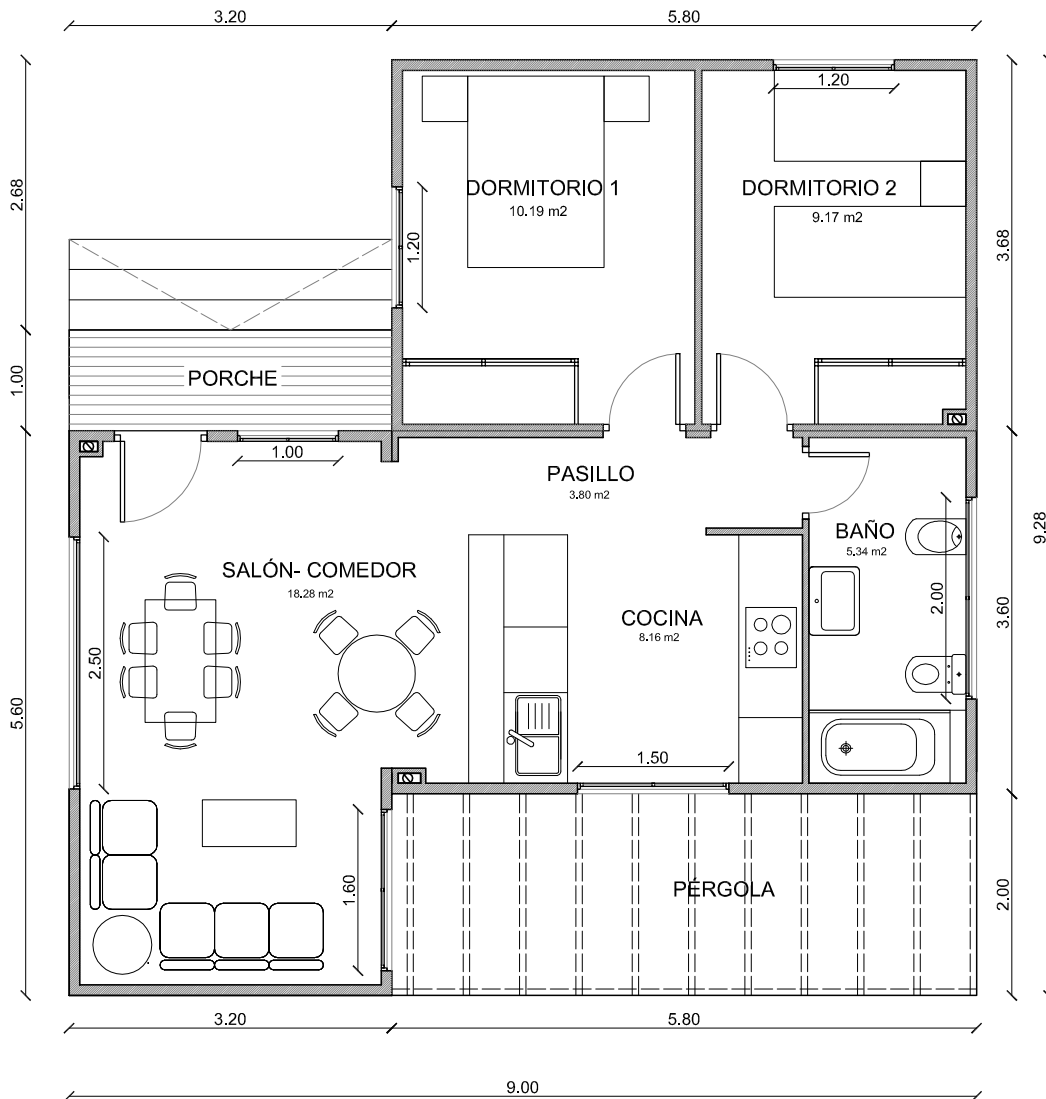 3.20
5.80
1.20
DORMITORIO 1
10.19 m2
DORMITORIO 2
9.17 m2
2.68
1.20
3.68
1.00
PORCHE
1.00
PASILLO
3.80 m2
BAÑO
5.34 m2
9.28
SALÓN- COMEDOR
18.28 m2
COCINA
8.16 m2
2.00
3.60
2.50
5.60
1.50
1.60
PÉRGOLA
2.00
3.20
5.80
9.00